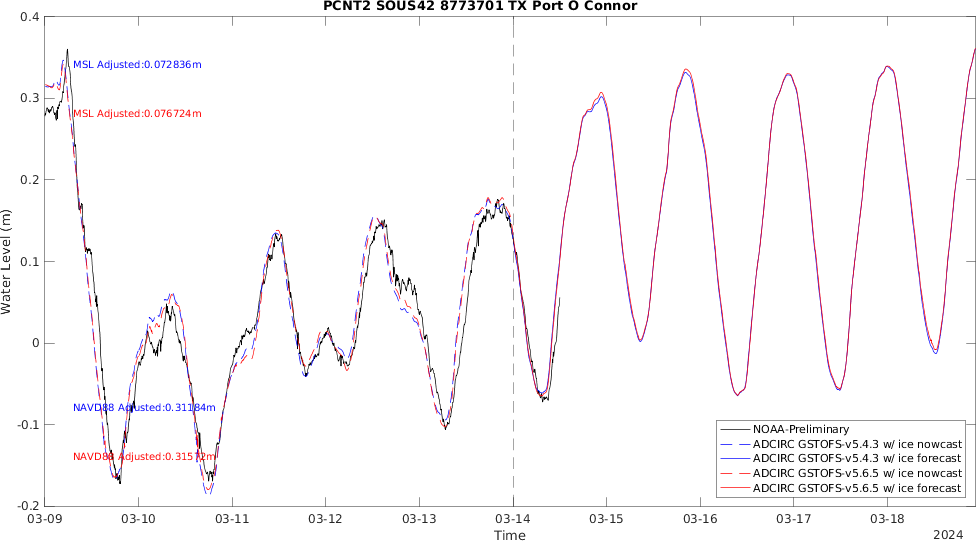 PCNT2 SOUS42 8773701 TX Port O Connor
0.4
0.3
0.2
0.1
0
-0.1
-0.2
Water Level (m)
MSL Adjusted:0.072836m
MSL Adjusted:0.076724m
NAVD88 Adjusted:0.31184m
NAVD88 Adjusted:0.31572m
NOAA-Preliminary
ADCIRC GSTOFS-v5.4.3 w/ ice nowcast
ADCIRC GSTOFS-v5.4.3 w/ ice forecast
ADCIRC GSTOFS-v5.6.5 w/ ice nowcast
ADCIRC GSTOFS-v5.6.5 w/ ice forecast
03-09 03-10 03-11 03-12 03-13 03-14 03-15 03-16 03-17 03-18
Time
2024